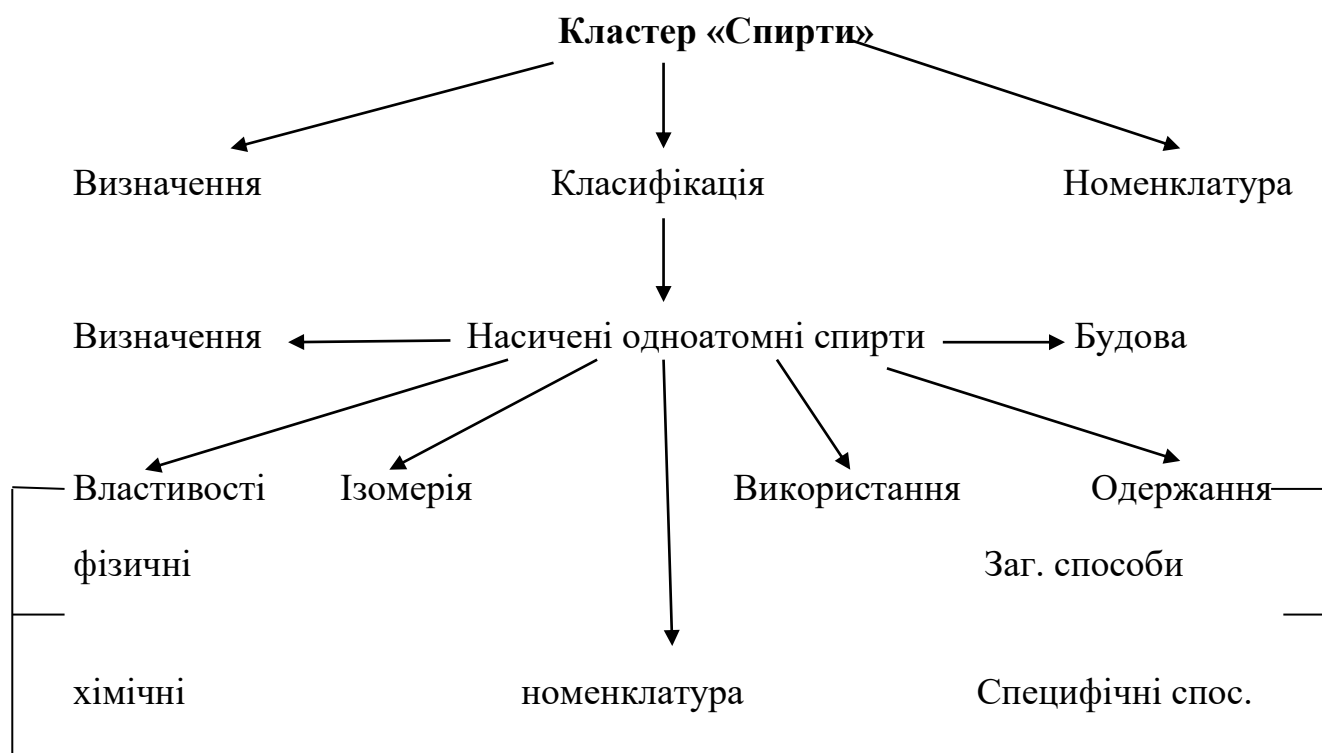 Кластер «Спирти»
Визначення Класифікація Номенклатура
Визначення Насичені одноатомні спирти Будова
Властивості Ізомерія Використання Одержання
фізичні Заг. способи
хімічні номенклатура Специфічні спос.